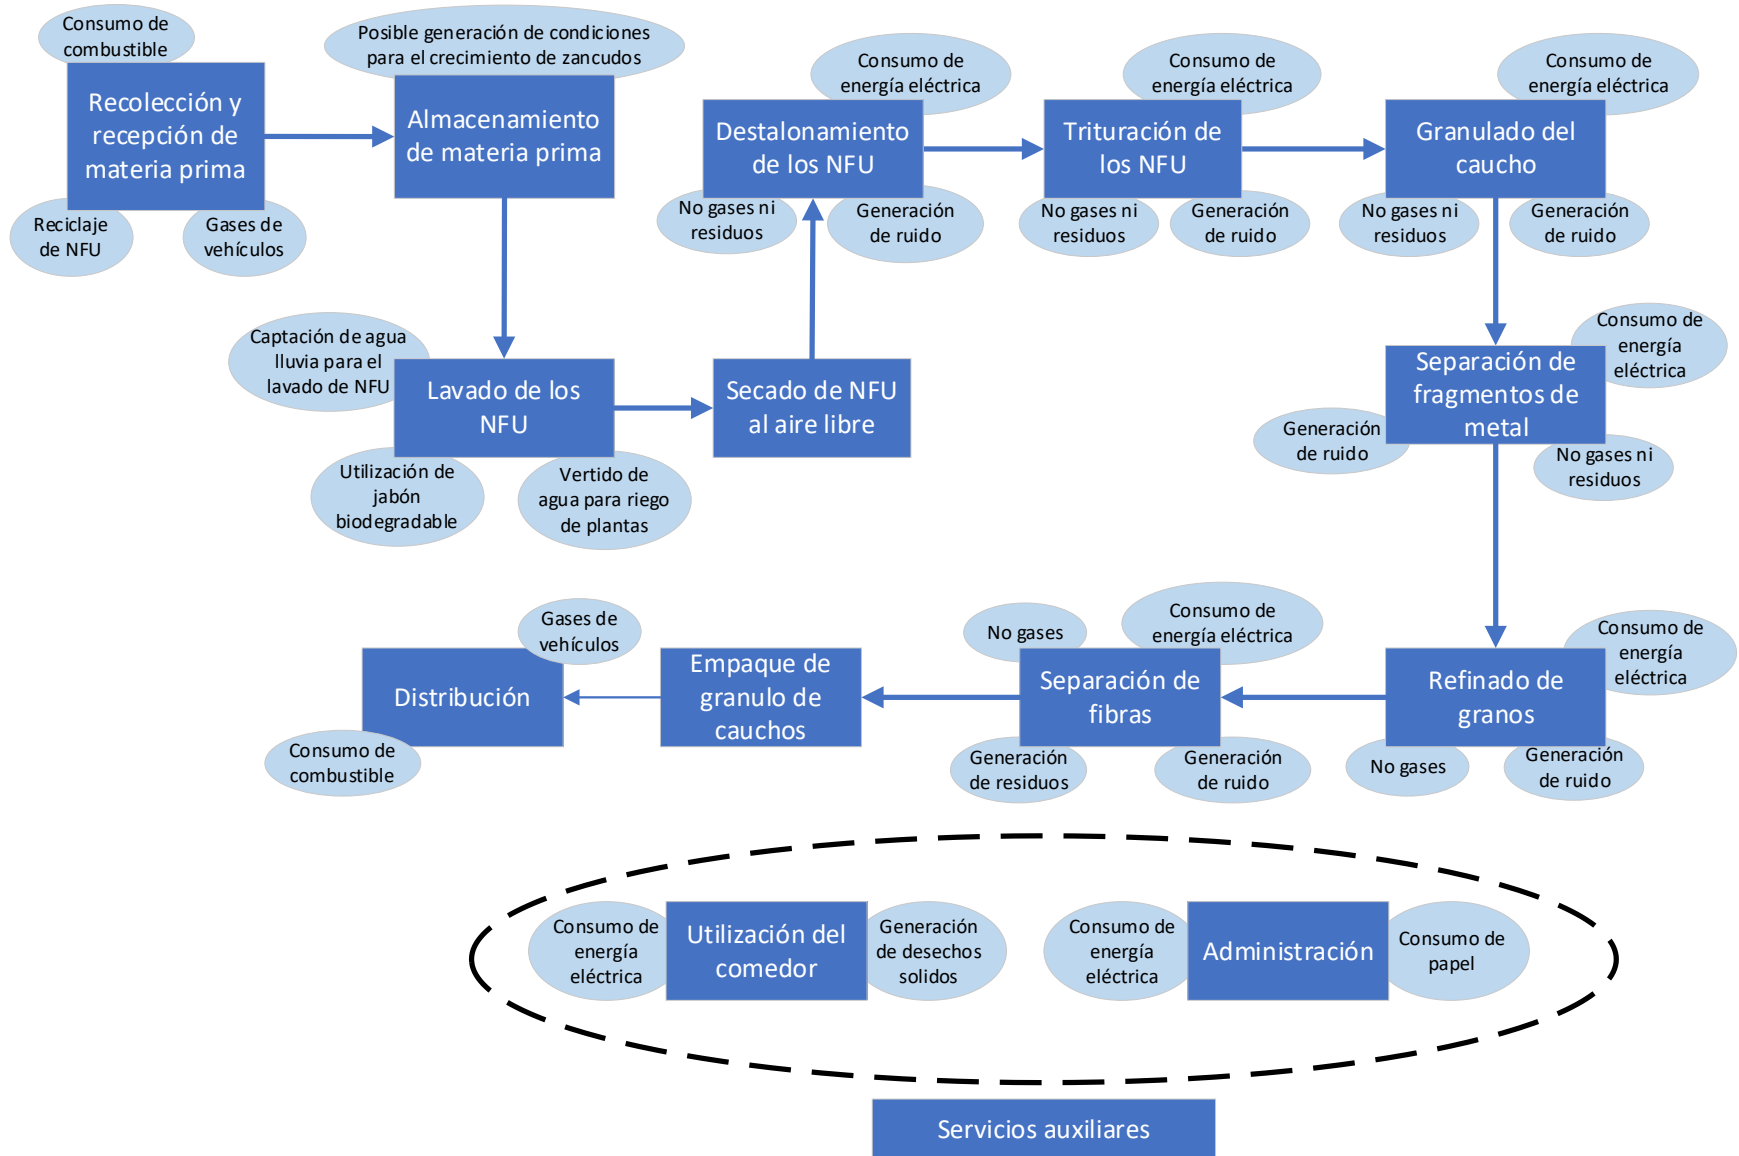 Consumo de
combustible
Recolección y
recepción de
materia prima
Reciclaje
de NFU
Gases de
vehículos
Posible generación de condiciones
para el crecimiento de zancudos
Almacenamiento
de materia prima
Captación de agua
lluvia para el
lavado de NFU
Lavado de los
NFU
Utilización de
jabón
biodegradable
Vertido de
agua para riego
de plantas
Secado de NFU
al aire libre
Consumo de
energía eléctrica
Destalonamiento
de los NFU
No gases ni
residuos
Generación
de ruido
Consumo de
energía eléctrica
Trituración de
los NFU
No gases ni
residuos
Generación
de ruido
Consumo de
energía eléctrica
Granulado del
caucho
No gases ni
residuos
Generación
de ruido
Consumo de
energía
eléctrica
Separación de
fragmentos de
metal
Generación
de ruido
No gases ni
residuos
Consumo de
energía
eléctrica
Refinado de
granos
No gases
Generación
de ruido
No gases
Consumo de
energía eléctrica
Separación de
fibras
Generación
de residuos
Generación
de ruido
Empaque de
granulo de
cauchos
Gases de
vehículos
Distribución
Consumo de
combustible
Consumo de
energía
eléctrica
Utilización del
comedor
Generación
de desechos
solidos
Consumo de
energía
eléctrica
Administración
Consumo de
papel
Servicios auxiliares